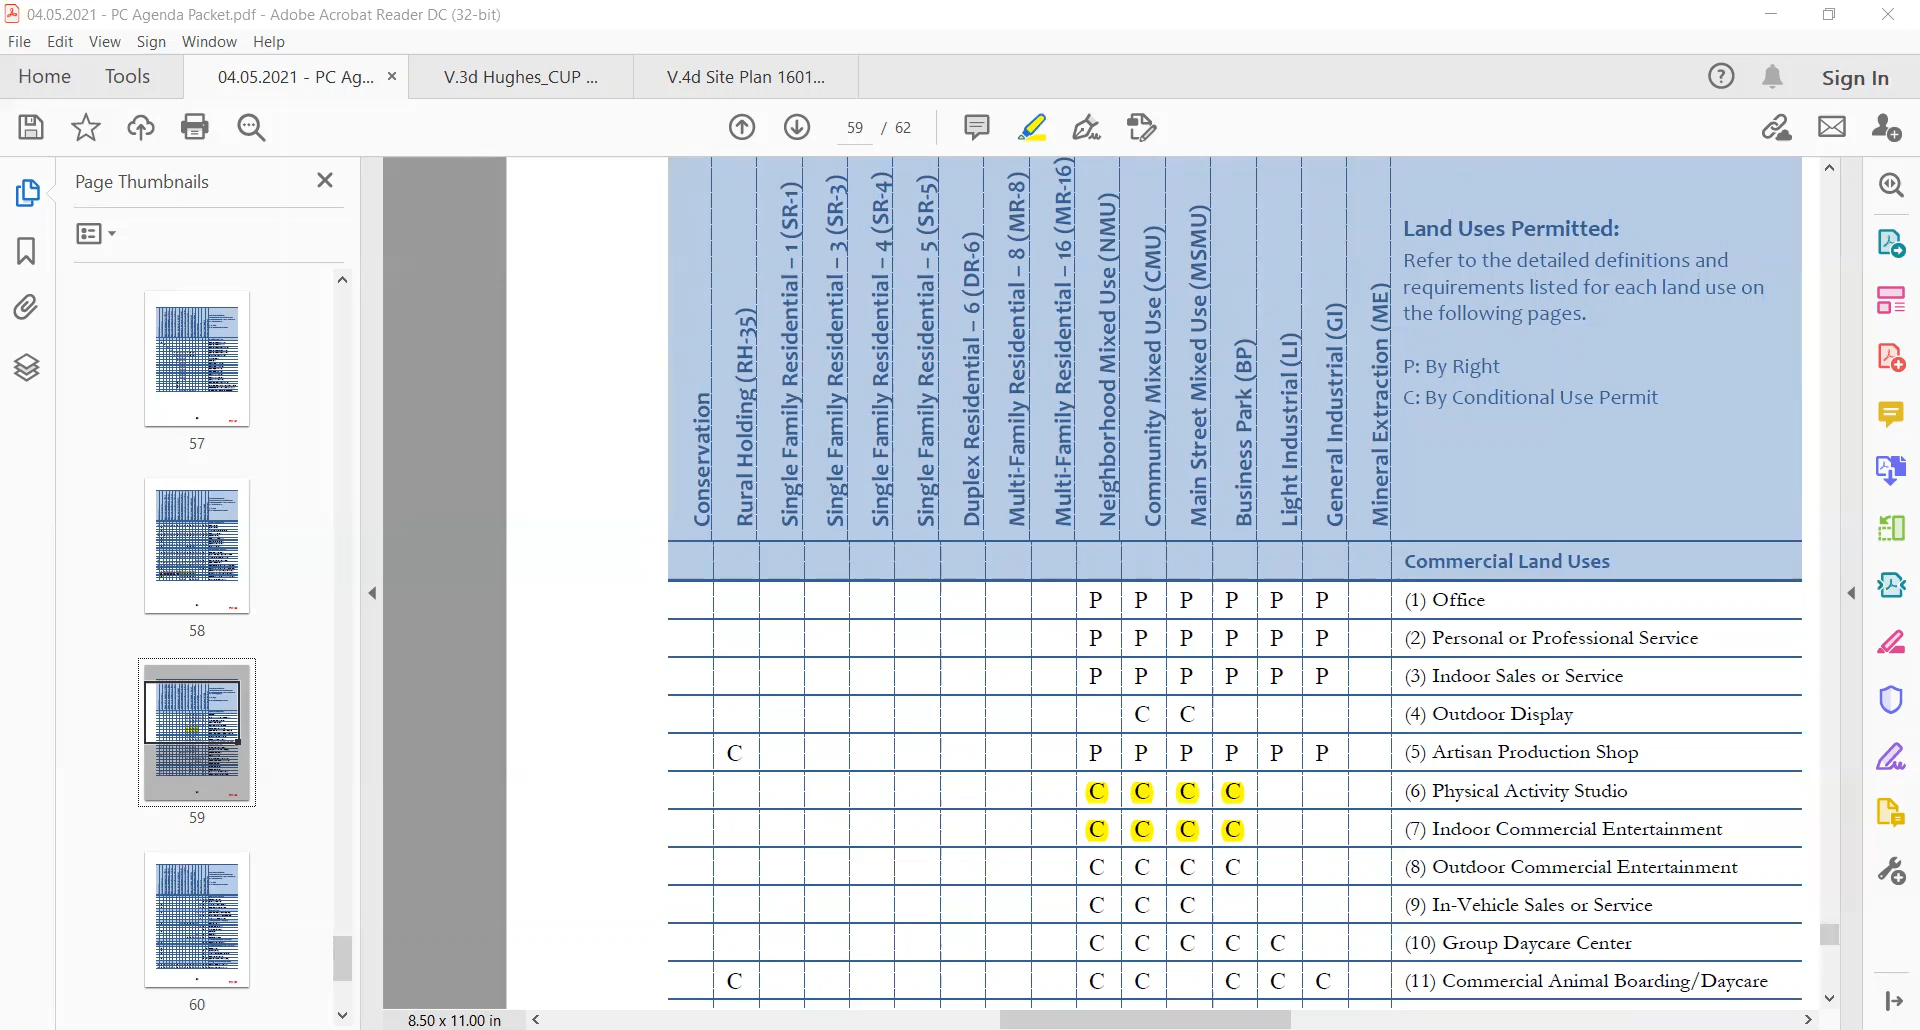 04.05.2021 - PC Agenda Packet.pdf - Adobe Acrobat Reader DC (32-bit)
File Edit View Sign Window Help
Home Tools 04.05.2021 - PC Ag... × V.3d Hughes_CUP ... V.4d Site Plan 1601... Sign In
59 / 62
Page Thumbnails
57
58
59
60
Conservation
Rural Holding (RH-35)
Single Family Residential – 1 (SR-1)
Single Family Residential – 3 (SR-3)
Single Family Residential – 4 (SR-4)
Single Family Residential – 5 (SR-5)
Duplex Residential – 6 (DR-6)
Multi-Family Residential – 8 (MR-8)
Multi-Family Residential – 16 (MR-16)
Neighborhood Mixed Use (NMU)
Community Mixed Use (CMU)
Main Street Mixed Use (MSMU)
Business Park (BP)
Light Industrial (LI)
General Industrial (GI)
Mineral Extraction (ME)
Land Uses Permitted:
Refer to the detailed definitions and
requirements listed for each land use on
the following pages.
P: By Right
C: By Conditional Use Permit
Commercial Land Uses
P P P P P P (1) Office
P P P P P P (2) Personal or Professional Service
P P P P P P (3) Indoor Sales or Service
C C (4) Outdoor Display
C P P P P P P (5) Artisan Production Shop
C C C C (6) Physical Activity Studio
C C C C (7) Indoor Commercial Entertainment
C C C C (8) Outdoor Commercial Entertainment
C C C (9) In-Vehicle Sales or Service
C C C C C (10) Group Daycare Center
C C C C C C (11) Commercial Animal Boarding/Daycare
8.50 x 11.00 in